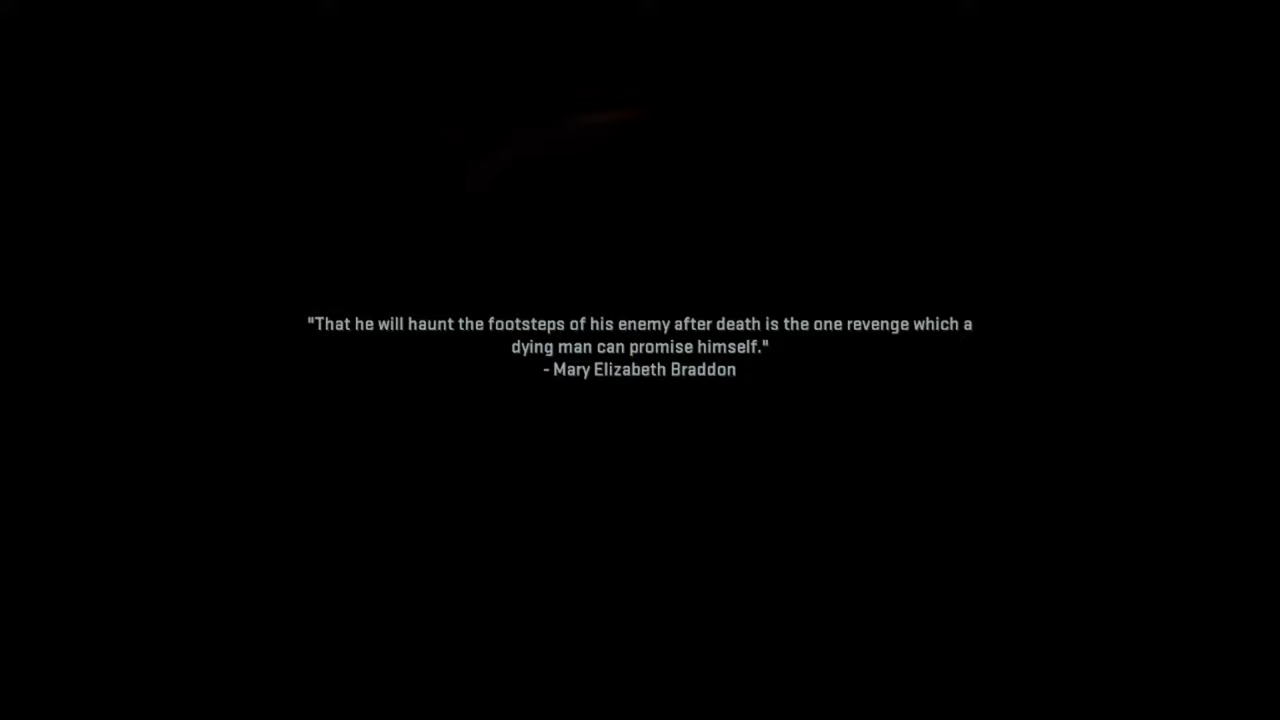 "That he will haunt the footsteps of his enemy after death is the one revenge which a
dying man can promise himself."
- Mary Elizabeth Braddon